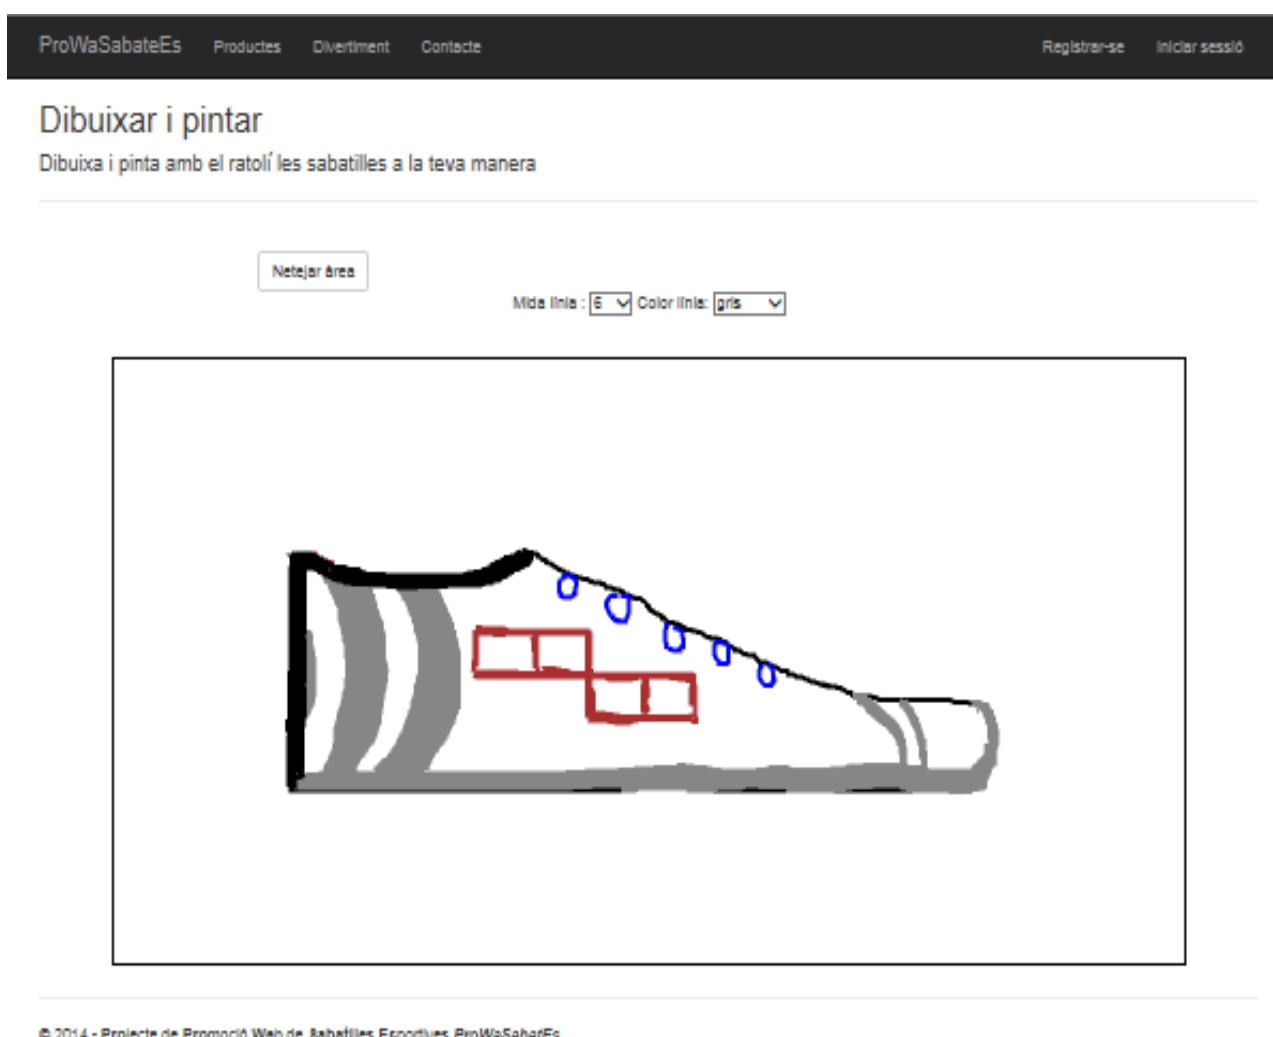 ProWaSabateEs Productes Divertiment Contacte Registrar-se Iniciar sessió
Dibuixar i pintar
Dibuixa i pinta amb el ratolí les sabatilles a la teva manera
Netejar àrea
Mida línia : 6 Color línia: gris
© 2014 - Projecte de Promoció Web de Sabatilles Esportives ProWaSabatEs